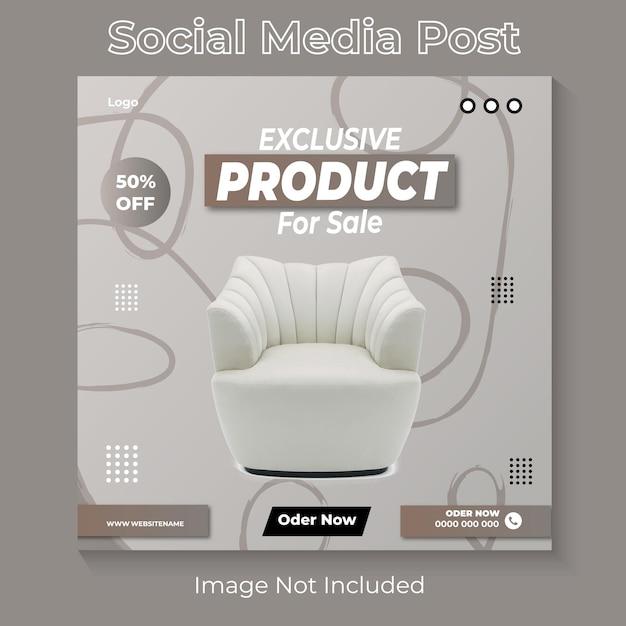 Social Media Post
Logo
EXCLUSIVE
PRODUCT
For Sale
50%
OFF
WWW.WEBSITENAME
Oder Now
ODER NOW
0000 000 000
Image Not Included